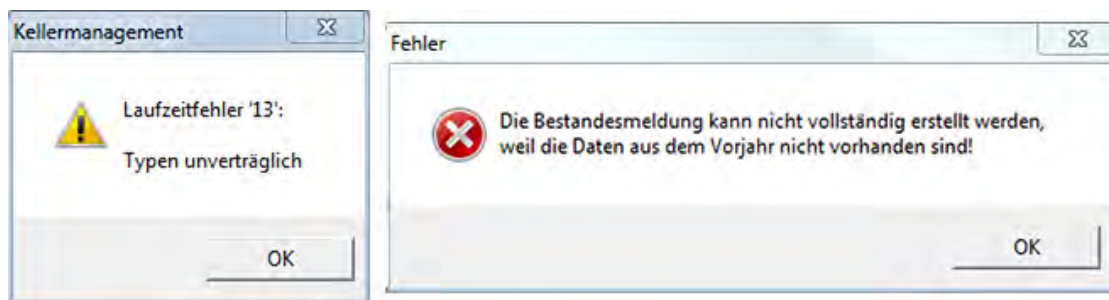 Kellermanagement
Laufzeitfehler '13':
Typen unverträglich
OK
Fehler
Die Bestandesmeldung kann nicht vollständig erstellt werden,
weil die Daten aus dem Vorjahr nicht vorhanden sind!
OK